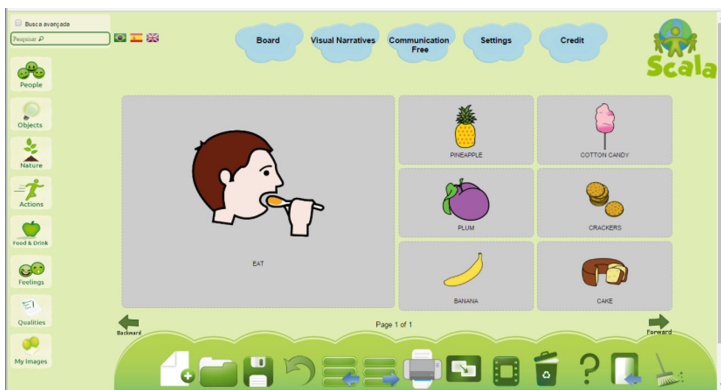 Busca avançada
Pesquisar
Board
Visual Narratives
Communication
Free
Settings
Credit
Scala
People
Objects
Nature
Actions
Food & Drink
Feelings
Qualities
My Images
EAT
PINEAPPLE
COTTON CANDY
PLUM
CRACKERS
BANANA
CAKE
Backward
Page 1 of 1
Forward